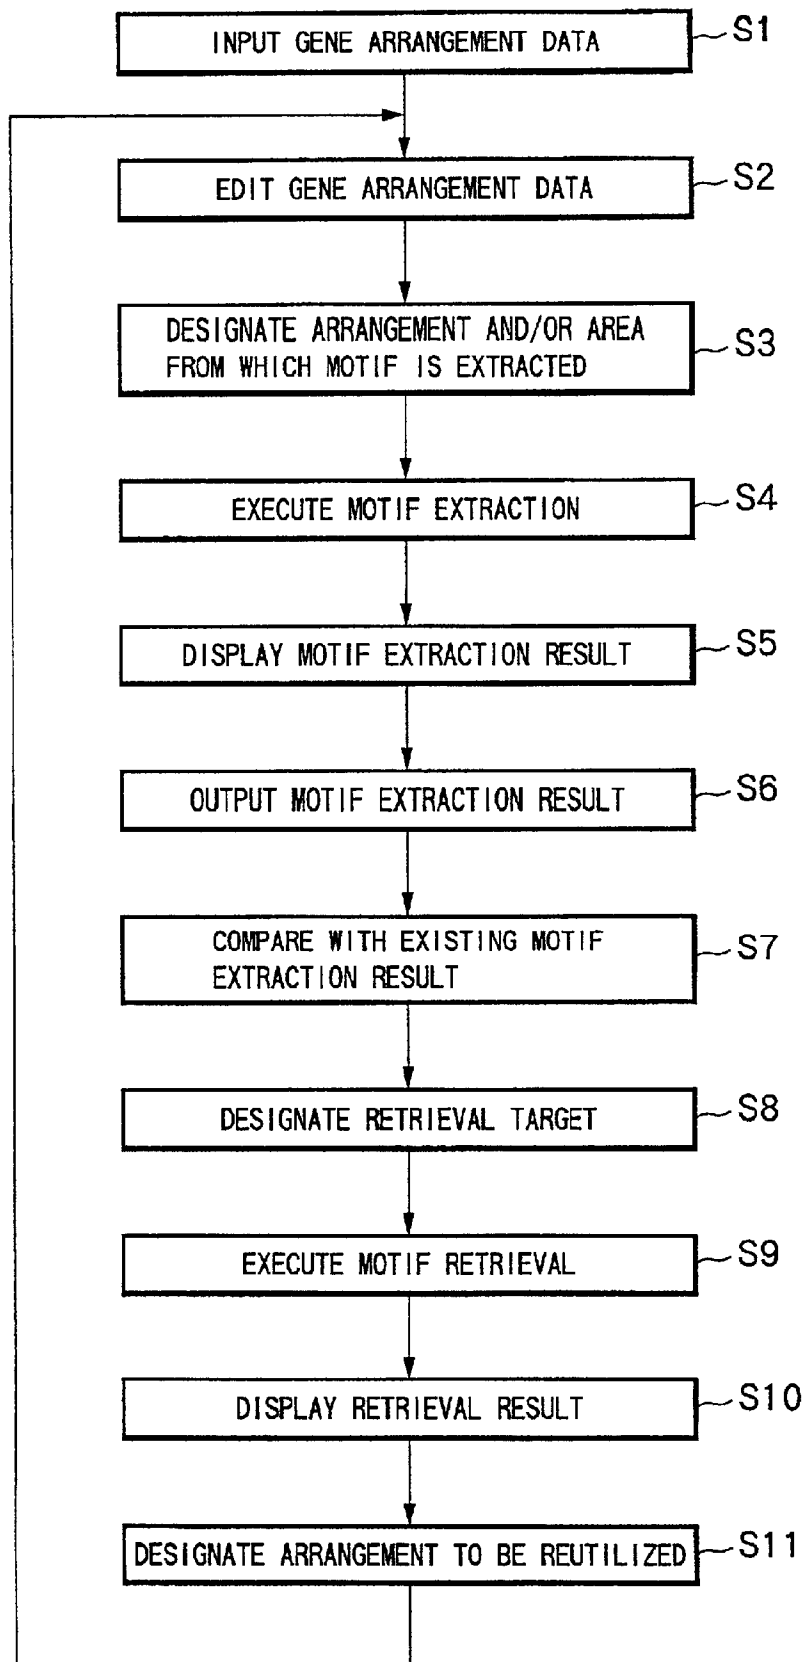 INPUT GENE ARRANGEMENT DATA
S1
EDIT GENE ARRANGEMENT DATA
S2
DESIGNATE ARRANGEMENT AND/OR AREA
FROM WHICH MOTIF IS EXTRACTED
S3
EXECUTE MOTIF EXTRACTION
S4
DISPLAY MOTIF EXTRACTION RESULT
S5
OUTPUT MOTIF EXTRACTION RESULT
S6
COMPARE WITH EXISTING MOTIF
EXTRACTION RESULT
S7
DESIGNATE RETRIEVAL TARGET
S8
EXECUTE MOTIF RETRIEVAL
S9
DISPLAY RETRIEVAL RESULT
S10
DESIGNATE ARRANGEMENT TO BE REUTILIZED
S11